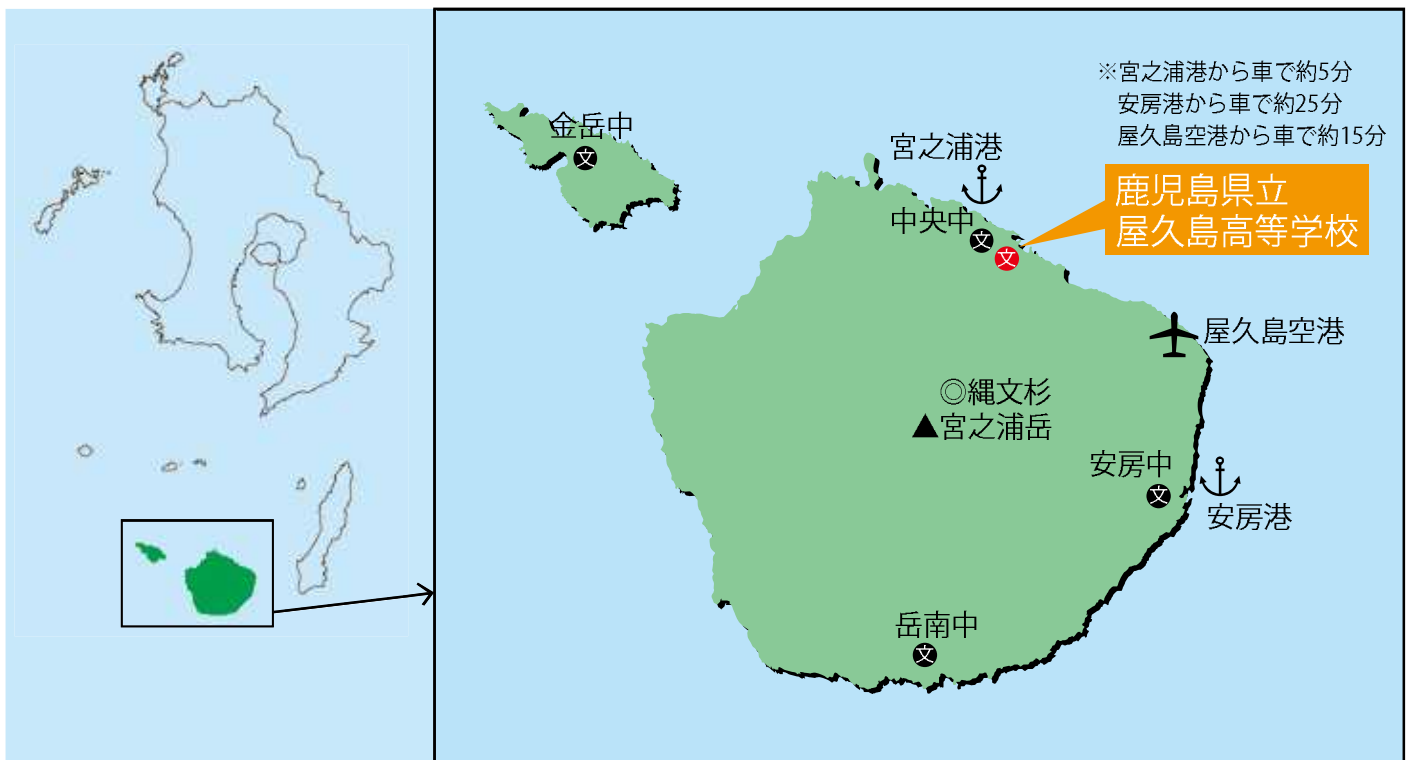 ※宮之浦港から車で約5分
安房港から車で約25分
屋久島空港から車で約15分
金岳中
文
宮之浦港
鹿児島県立
屋久島高等学校
中央中
文
文
屋久島空港
◎縄文杉
▲宮之浦岳
安房中
文
安房港
岳南中
文